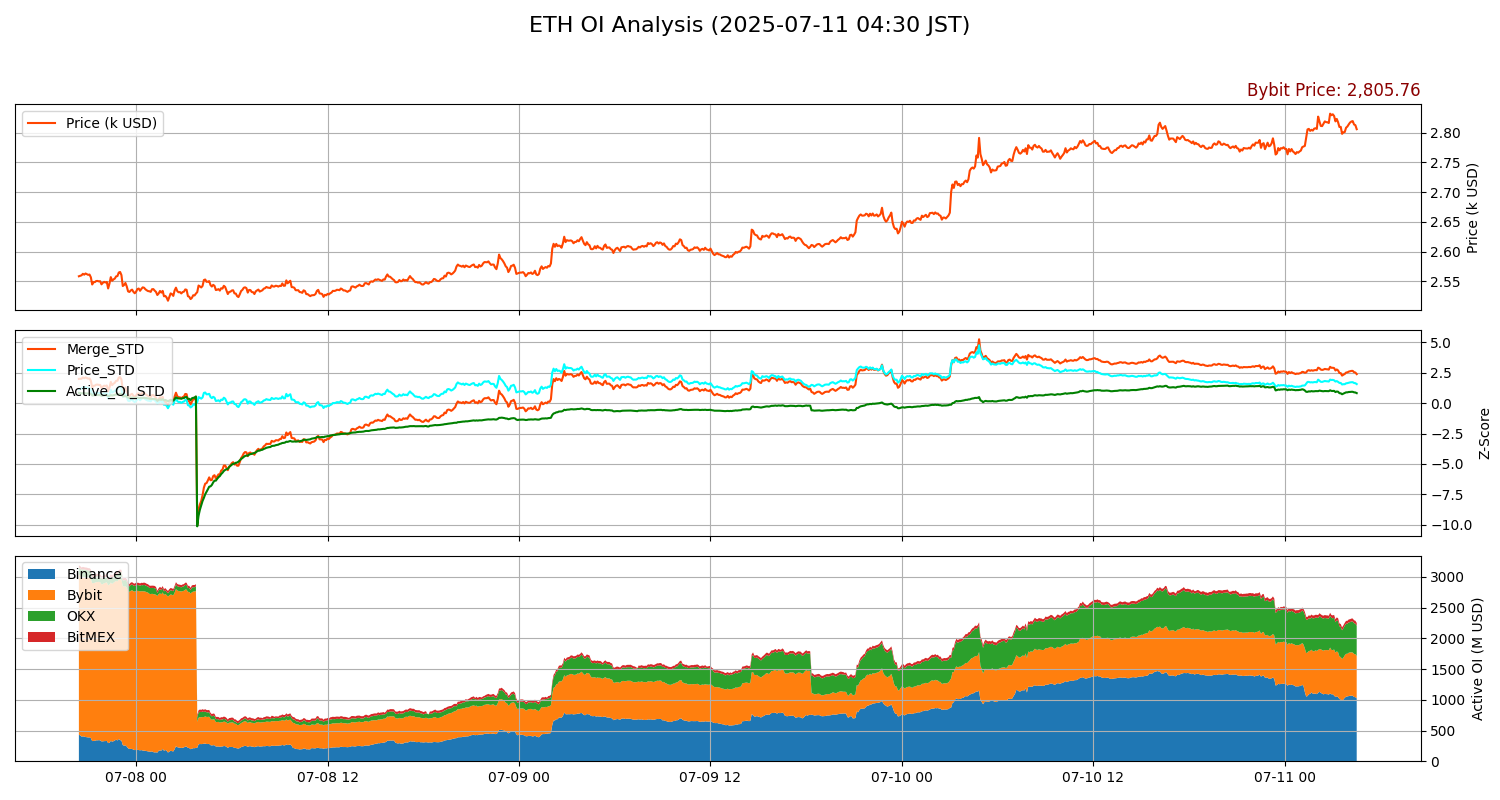 ETH OI Analysis (2025-07-11 04:30 JST)
Bybit Price: 2,805.76
Price (k USD)
2.80
2.75
2.70
2.65
2.60
2.55
Price (k USD)
Merge_STD
Price_STD
Active_OI_STD
5.0
2.5
0.0
−2.5
−5.0
−7.5
−10.0
Z-Score
Binance
Bybit
OKX
BitMEX
3000
2500
2000
1500
1000
500
0
Active OI (M USD)
07-08 00
07-08 12
07-09 00
07-09 12
07-10 00
07-10 12
07-11 00